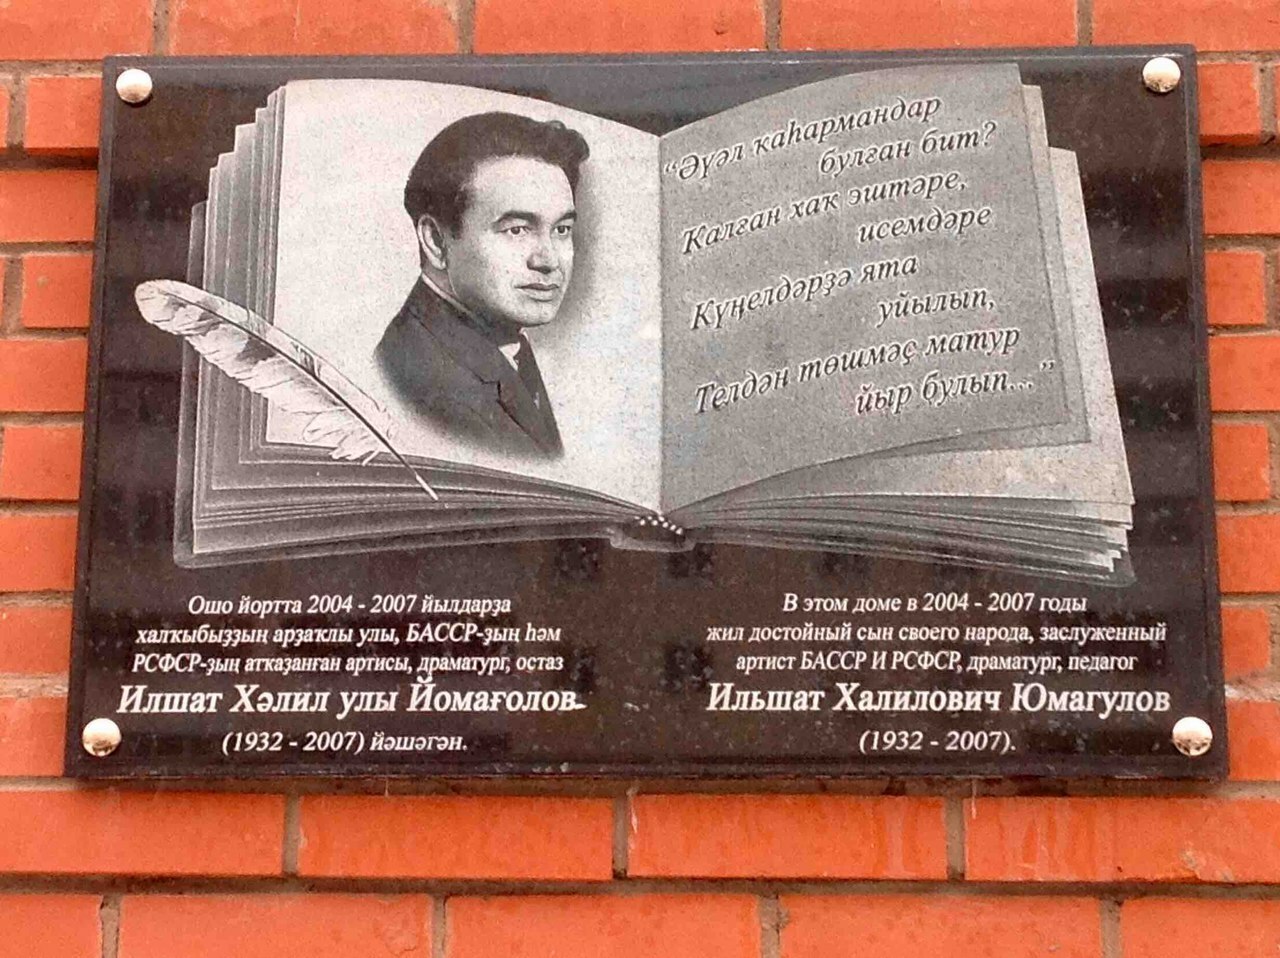 “Әүәл ҡаһармандар
булған бит?
Ҡалған хаҡ эштәре,
исемдәре
Күңелдәрҙә ята
уйылып,
Телдән төшмәҫ матур
йыр булып...”
Ошо йортта 2004 - 2007 йылдарҙа
халҡыбыҙҙың арҙаҡлы улы, БАССР-ҙың һәм
РСФСР-ҙың атҡаҙанған артисы, драматург, остаз
Илшат Хәлил улы Йомағолов
(1932 - 2007) йәшәгән.
В этом доме в 2004 - 2007 годы
жил достойный сын своего народа, заслуженный
артист БАССР И РСФСР, драматург, педагог
Ильшат Халилович Юмагулов
(1932 - 2007).